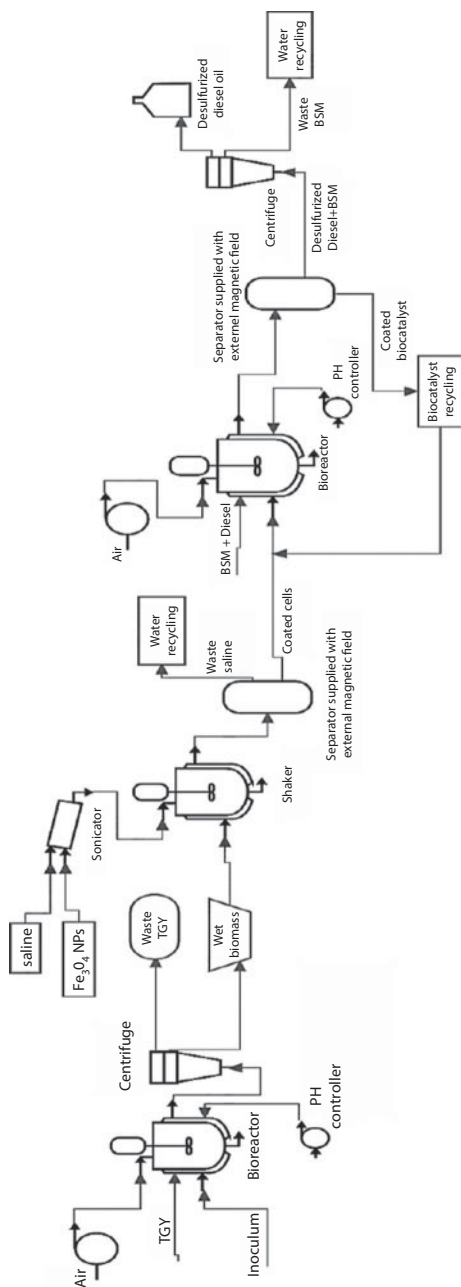 Air
TGY
Inoculum
Bioreactor
PH
controller
Centrifuge
Waste
TGY
Wet
biomass
saline
Fe₃O₄ NPs
Sonicator
Shaker
Water
recycling
Waste
saline
Separator supplied with
external magnetic field
Coated cells
Air
BSM + Diesel
Bioreactor
PH
controller
Separator supplied with
externel magnetic field
Coated
biocatalyst
Biocatalyst
recycling
Desulfurized
Diesel+BSM
Centrifuge
Desulfurized
diesel oil
Waste
BSM
Water
recycling